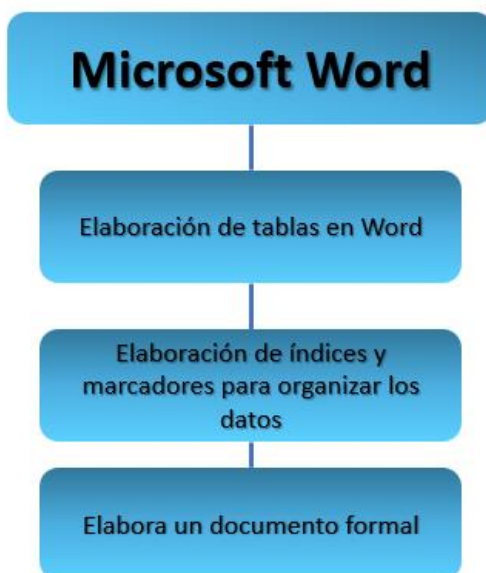 Microsoft Word
Elaboración de tablas en Word
Elaboración de índices y
marcadores para organizar los
datos
Elabora un documento formal